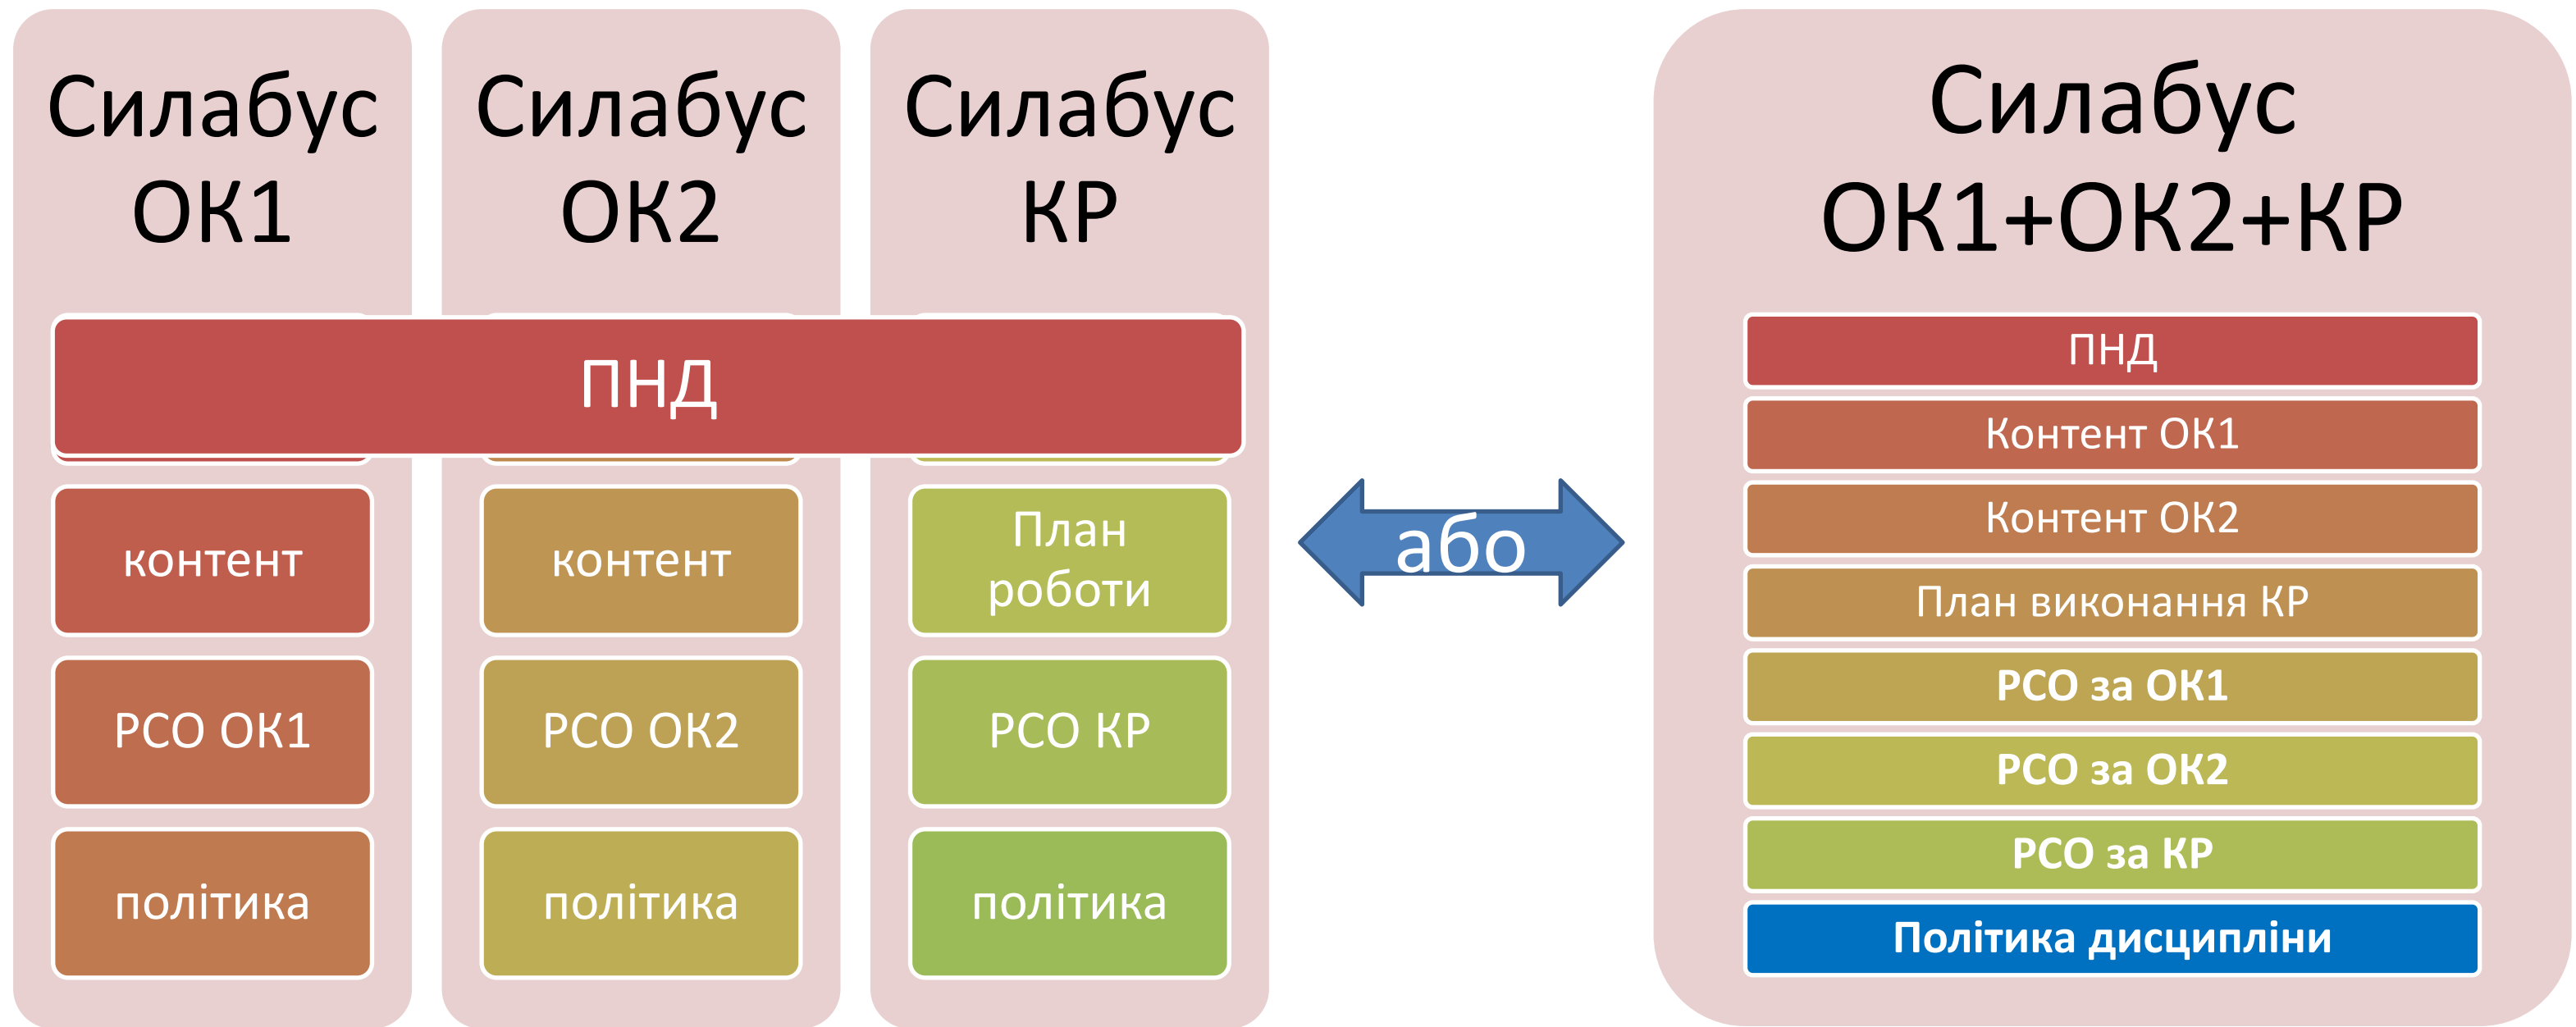 Силабус
ОК1
Силабус
ОК2
Силабус
КР
ПНД
контент
контент
План
роботи
РСО ОК1
РСО ОК2
РСО КР
політика
політика
політика
або
Силабус
ОК1+ОК2+КР
ПНД
Контент ОК1
Контент ОК2
План виконання КР
РСО за ОК1
РСО за ОК2
РСО за КР
Політика дисципліни